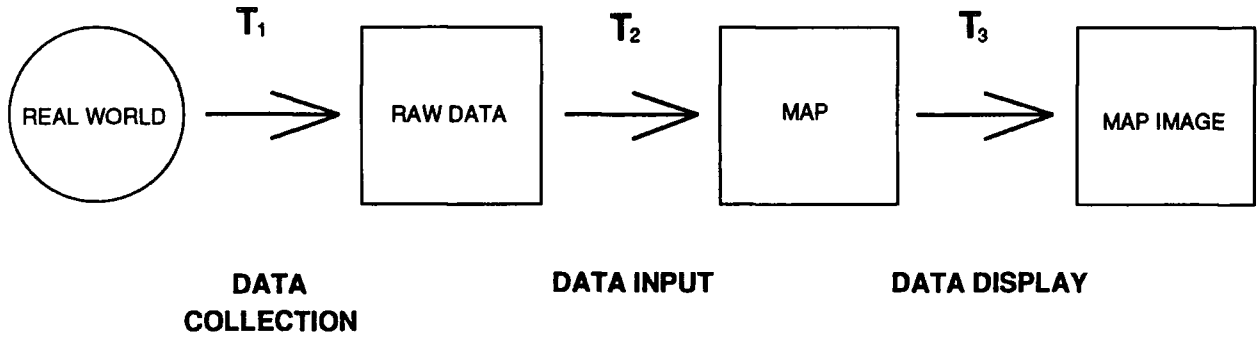 T1
T2
T3
REAL WORLD
RAW DATA
MAP
MAP IMAGE
DATA
COLLECTION
DATA INPUT
DATA DISPLAY